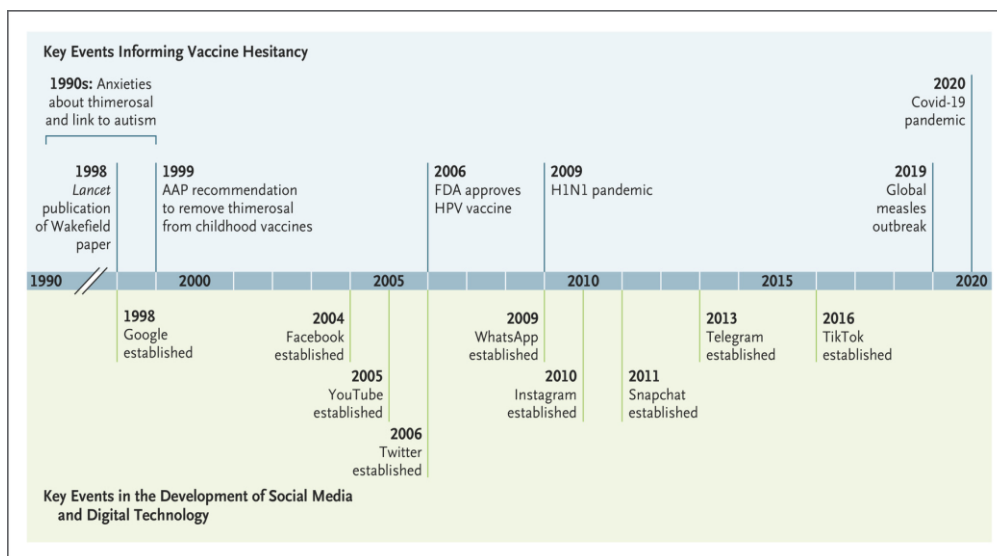 Key Events Informing Vaccine Hesitancy
1990s: Anxieties
about thimerosal
and link to autism
2020
Covid-19
pandemic
1998
Lancet
publication
of Wakefield
paper
1999
AAP recommendation
to remove thimerosal
from childhood vaccines
2006
FDA approves
HPV vaccine
2009
H1N1 pandemic
2019
Global
measles
outbreak
1990
2000
2005
2010
2015
2020
1998
Google
established
2004
Facebook
established
2005
YouTube
established
2006
Twitter
established
2009
WhatsApp
established
2010
Instagram
established
2011
Snapchat
established
2013
Telegram
established
2016
TikTok
established
Key Events in the Development of Social Media
and Digital Technology